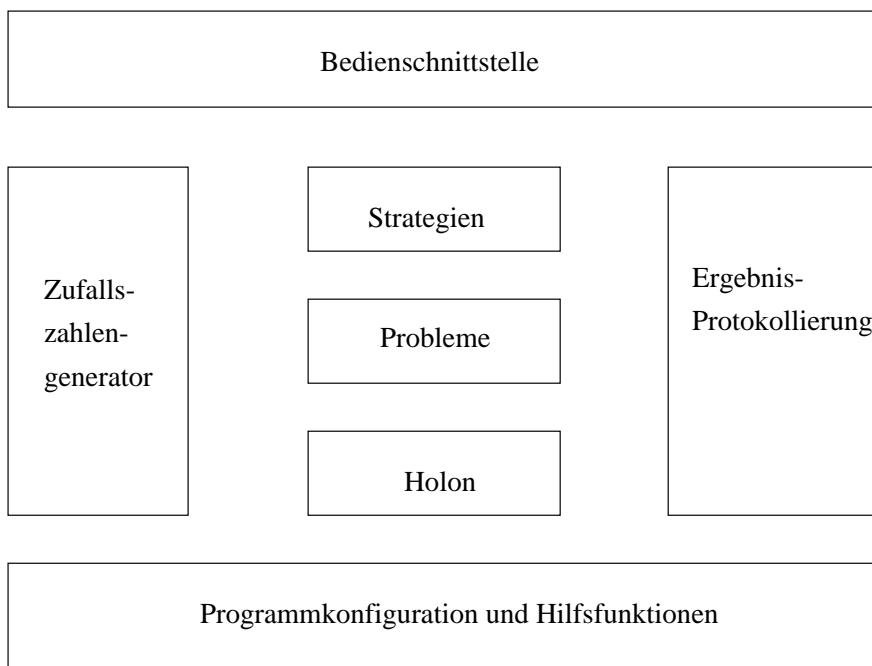 Bedienschnittstelle
Zufalls-
zahlen-
generator
Strategien
Probleme
Holon
Ergebnis-
Protokollierung
Programmkonfiguration und Hilfsfunktionen